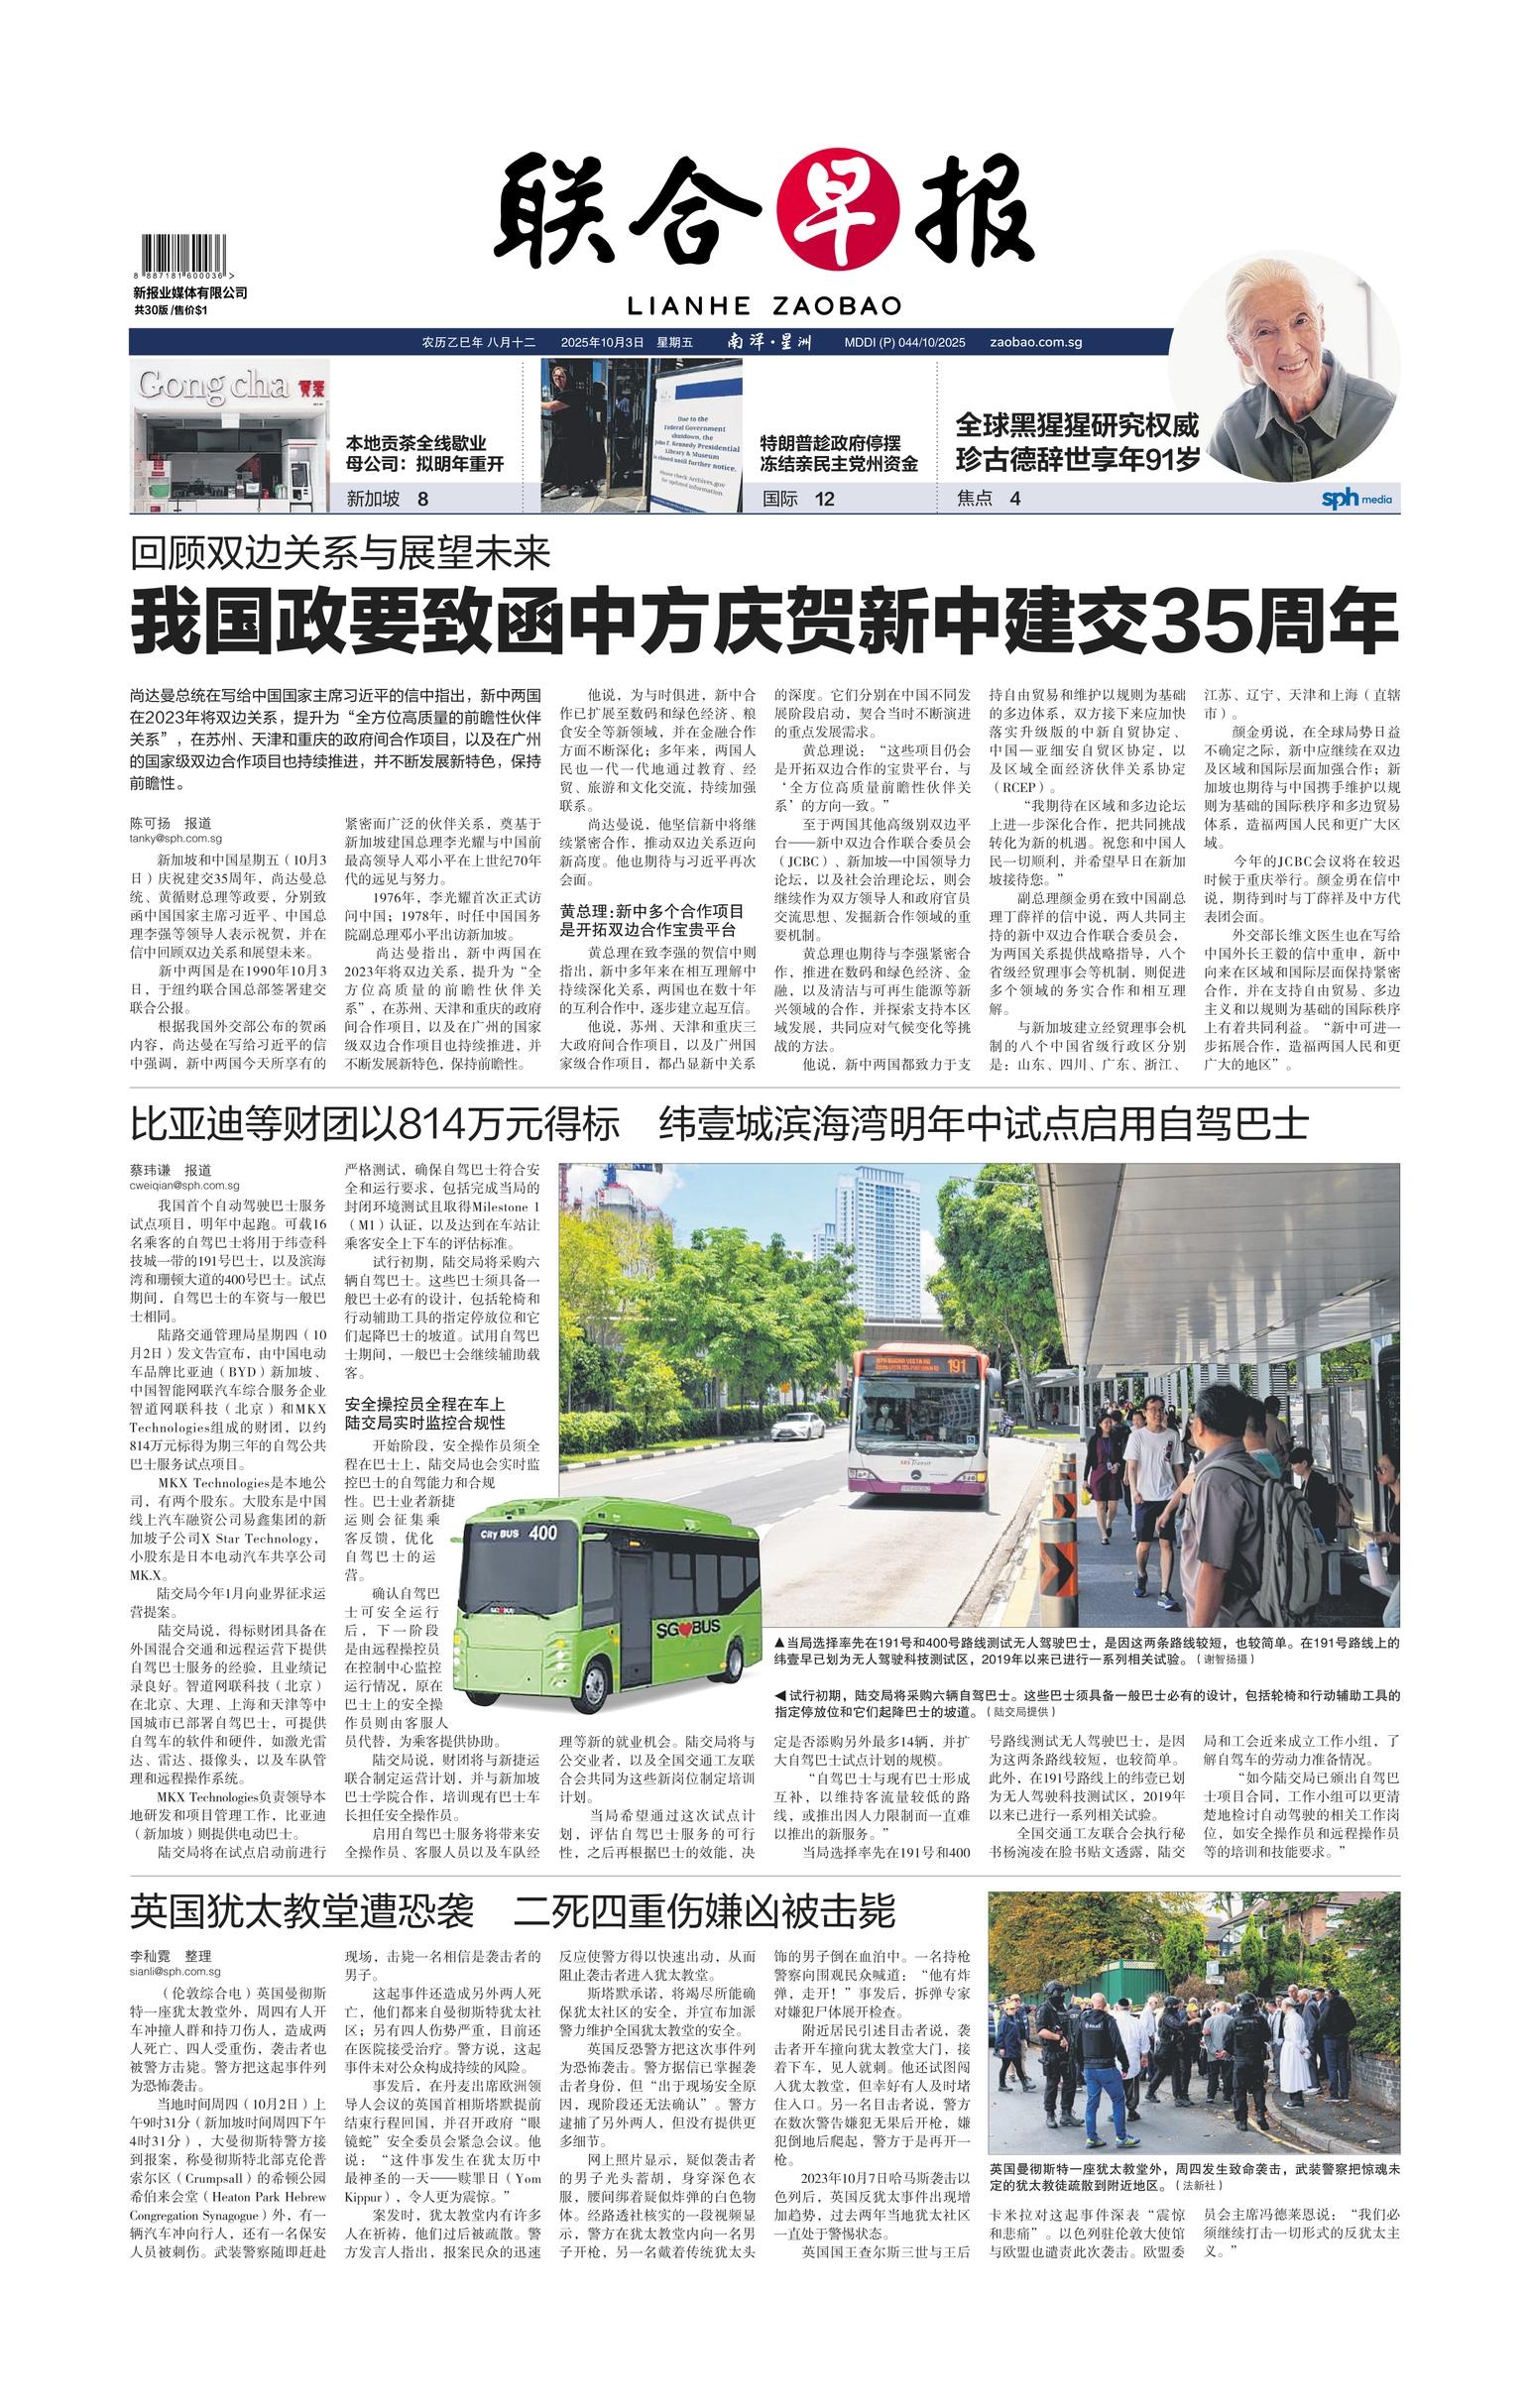 联合早报
LIANHE ZAOBAO
8 887181 600036 >
新报业媒体有限公司
共30版 /售价$1
农历乙巳年 八月十二 2025年10月3日 星期五 南洋·星洲 MDDI (P) 044/10/2025 zaobao.com.sg
Gong cha 贡茶
本地贡茶全线歇业
母公司：拟明年重开
新加坡 8
Due to the
Federal Government
shutdown, the
John F. Kennedy Presidential
Library & Museum
is closed until further notice.
Please check Archives.gov
for updated information
特朗普趁政府停摆
冻结亲民主党州资金
国际 12
全球黑猩猩研究权威
珍古德辞世享年91岁
焦点 4
sph media
回顾双边关系与展望未来
我国政要致函中方庆贺新中建交35周年
尚达曼总统在写给中国国家主席习近平的信中指出，新中两国
在2023年将双边关系，提升为“全方位高质量的前瞻性伙伴
关系”，在苏州、天津和重庆的政府间合作项目，以及在广州
的国家级双边合作项目也持续推进，并不断发展新特色，保持
前瞻性。
陈可扬 报道
tanky@sph.com.sg
新加坡和中国星期五（10月3
日）庆祝建交35周年，尚达曼总
统、黄循财总理等政要，分别致
函中国国家主席习近平、中国总
理李强等领导人表示祝贺，并在
信中回顾双边关系和展望未来。
新中两国是在1990年10月3
日，于纽约联合国总部签署建交
联合公报。
根据我国外交部公布的贺函
内容，尚达曼在写给习近平的信
中强调，新中两国今天所享有的
紧密而广泛的伙伴关系，奠基于
新加坡建国总理李光耀与中国前
最高领导人邓小平在上世纪70年
代的远见与努力。
1976年，李光耀首次正式访
问中国；1978年，时任中国国务
院副总理邓小平出访新加坡。
尚达曼指出，新中两国在
2023年将双边关系，提升为“全
方位高质量的前瞻性伙伴关
系”，在苏州、天津和重庆的政府
间合作项目，以及在广州的国家
级双边合作项目也持续推进，并
不断发展新特色，保持前瞻性。
他说，为与时俱进，新中合
作已扩展至数码和绿色经济、粮
食安全等新领域，并在金融合作
方面不断深化；多年来，两国人
民也一代一代地通过教育、经
贸、旅游和文化交流，持续加强
联系。
尚达曼说，他坚信新中将继
续紧密合作，推动双边关系迈向
新高度。他也期待与习近平再次
会面。
黄总理：新中多个合作项目
是开拓双边合作宝贵平台
黄总理在致李强的贺信中则
指出，新中多年来在相互理解中
持续深化关系，两国也在数十年
的互利合作中，逐步建立起互信。
他说，苏州、天津和重庆三
大政府间合作项目，以及广州国
家级合作项目，都凸显新中关系
的深度。它们分别在中国不同发
展阶段启动，契合当时不断演进
的重点发展需求。
黄总理说：“这些项目仍会
是开拓双边合作的宝贵平台，与
‘全方位高质量前瞻性伙伴关
系’的方向一致。”
至于两国其他高级别双边平
台——新中双边合作联合委员会
（JCBC）、新加坡—中国领导力
论坛，以及社会治理论坛，则会
继续作为双方领导人和政府官员
交流思想、发掘新合作领域的重
要机制。
黄总理也期待与李强紧密合
作，推进在数码和绿色经济、金
融，以及清洁与可再生能源等新
兴领域的合作，并探索支持本区
域发展，共同应对气候变化等挑
战的方法。
他说，新中两国都致力于支
持自由贸易和维护以规则为基础
的多边体系，双方接下来应加快
落实升级版的中新自贸协定、
中国—亚细安自贸区协定，以
及区域全面经济伙伴关系协定
（RCEP）。
“我期待在区域和多边论坛
上进一步深化合作，把共同挑战
转化为新的机遇。祝您和中国人
民一切顺利，并希望早日在新加
坡接待您。”
副总理颜金勇在致中国副总
理丁薛祥的信中说，两人共同主
持的新中双边合作联合委员会，
为两国关系提供战略指导，八个
省级经贸理事会等机制，则促进
多个领域的务实合作和相互理
解。
与新加坡建立经贸理事会机
制的八个中国省级行政区分别
是：山东、四川、广东、浙江、
江苏、辽宁、天津和上海（直辖
市）。
颜金勇说，在全球局势日益
不确定之际，新中应继续在双边
及区域和国际层面加强合作；新
加坡也期待与中国携手维护以规
则为基础的国际秩序和多边贸易
体系，造福两国人民和更广大区
域。
今年的JCBC会议将在较迟
时候于重庆举行。颜金勇在信中
说，期待到时与丁薛祥及中方代
表团会面。
外交部长维文医生也在写给
中国外长王毅的信中重申，新中
向来在区域和国际层面保持紧密
合作，并在支持自由贸易、多边
主义和以规则为基础的国际秩序
上有着共同利益。“新中可进一
步拓展合作，造福两国人民和更
广大的地区”。
比亚迪等财团以814万元得标 纬壹城滨海湾明年中试点启用自驾巴士
蔡玮谦 报道
cweiqian@sph.com.sg
我国首个自动驾驶巴士服务
试点项目，明年中起跑。可载16
名乘客的自驾巴士将用于纬壹科
技城一带的191号巴士，以及滨海
湾和珊顿大道的400号巴士。试点
期间，自驾巴士的车资与一般巴
士相同。
陆路交通管理局星期四（10
月2日）发文告宣布，由中国电动
车品牌比亚迪（BYD）新加坡、
中国智能网联汽车综合服务企业
智道网联科技（北京）和MKX
Technologies组成的财团，以约
814万元标得为期三年的自驾公共
巴士服务试点项目。
MKX Technologies是本地公
司，有两个股东。大股东是中国
线上汽车融资公司易鑫集团的新
加坡子公司X Star Technology，
小股东是日本电动汽车共享公司
MK.X。
陆交局今年1月向业界征求运
营提案。
陆交局说，得标财团具备在
外国混合交通和远程运营下提供
自驾巴士服务的经验，且业绩记
录良好。智道网联科技（北京）
在北京、大理、上海和天津等中
国城市已部署自驾巴士，可提供
自驾车的软件和硬件，如激光雷
达、雷达、摄像头，以及车队管
理和远程操作系统。
MKX Technologies负责领导本
地研发和项目管理工作，比亚迪
（新加坡）则提供电动巴士。
陆交局将在试点启动前进行
严格测试，确保自驾巴士符合安
全和运行要求，包括完成当局的
封闭环境测试且取得Milestone 1
（M1）认证，以及达到在车站让
乘客安全上下车的评估标准。
试行初期，陆交局将采购六
辆自驾巴士。这些巴士须具备一
般巴士必有的设计，包括轮椅和
行动辅助工具的指定停放位和它
们起降巴士的坡道。试用自驾巴
士期间，一般巴士会继续辅助载
客。
安全操控员全程在车上
陆交局实时监控合规性
开始阶段，安全操作员须全
程在巴士上，陆交局也会实时监
控巴士的自驾能力和合规
性。巴士业者新捷
运则会征集乘
客反馈，优化
自驾巴士的运
营。
确认自驾巴
士可安全运行
后，下一阶段
是由远程操控员
在控制中心监控
运行情况，原在
巴士上的安全操
作员则由客服人
员代替，为乘客提供协助。
陆交局说，财团将与新捷运
联合制定运营计划，并与新加坡
巴士学院合作，培训现有巴士车
长担任安全操作员。
启用自驾巴士服务将带来安
全操作员、客服人员以及车队经
191
SBS Transit
City BUS 400
SG BUS
SG BUS
▲当局选择率先在191号和400号路线测试无人驾驶巴士，是因这两条路线较短，也较简单。在191号路线上的
纬壹早已划为无人驾驶科技测试区，2019年以来已进行一系列相关试验。（谢智扬摄）
◀试行初期，陆交局将采购六辆自驾巴士。这些巴士须具备一般巴士必有的设计，包括轮椅和行动辅助工具的
指定停放位和它们起降巴士的坡道。（陆交局提供）
理等新的就业机会。陆交局将与
公交业者，以及全国交通工友联
合会共同为这些新岗位制定培训
计划。
当局希望通过这次试点计
划，评估自驾巴士服务的可行
性，之后再根据巴士的效能，决
定是否添购另外最多14辆，并扩
大自驾巴士试点计划的规模。
“自驾巴士与现有巴士形成
互补，以维持客流量较低的路
线，或推出因人力限制而一直难
以推出的新服务。”
当局选择率先在191号和400
号路线测试无人驾驶巴士，是因
为这两条路线较短，也较简单。
此外，在191号路线上的纬壹已划
为无人驾驶科技测试区，2019年
以来已进行一系列相关试验。
全国交通工友联合会执行秘
书杨涴凌在脸书贴文透露，陆交
局和工会近来成立工作小组，了
解自驾车的劳动力准备情况。
“如今陆交局已颁出自驾巴
士项目合同，工作小组可以更清
楚地检讨自动驾驶的相关工作岗
位，如安全操作员和远程操作员
等的培训和技能要求。”
英国犹太教堂遭恐袭 二死四重伤嫌凶被击毙
李秈霓 整理
sianli@sph.com.sg
（伦敦综合电）英国曼彻斯
特一座犹太教堂外，周四有人开
车冲撞人群和持刀伤人，造成两
人死亡、四人受重伤，袭击者也
被警方击毙。警方把这起事件列
为恐怖袭击。
当地时间周四（10月2日）上
午9时31分（新加坡时间周四下午
4时31分），大曼彻斯特警方接
到报案，称曼彻斯特北部克伦普
索尔区（Crumpsall）的希顿公园
希伯来会堂（Heaton Park Hebrew
Congregation Synagogue）外，有一
辆汽车冲向行人，还有一名保安
人员被刺伤。武装警察随即赶赴
现场，击毙一名相信是袭击者的
男子。
这起事件还造成另外两人死
亡，他们都来自曼彻斯特犹太社
区；另有四人伤势严重，目前还
在医院接受治疗。警方说，这起
事件未对公众构成持续的风险。
事发后，在丹麦出席欧洲领
导人会议的英国首相斯塔默提前
结束行程回国，并召开政府“眼
镜蛇”安全委员会紧急会议。他
说：“这件事发生在犹太历中
最神圣的一天——赎罪日（Yom
Kippur），令人更为震惊。”
案发时，犹太教堂内有许多
人在祈祷，他们过后被疏散。警
方发言人指出，报案民众的迅速
反应使警方得以快速出动，从而
阻止袭击者进入犹太教堂。
斯塔默承诺，将竭尽所能确
保犹太社区的安全，并宣布加派
警力维护全国犹太教堂的安全。
英国反恐警方把这次事件列
为恐怖袭击。警方据信已掌握袭
击者身份，但“出于现场安全原
因，现阶段还无法确认”。警方
逮捕了另外两人，但没有提供更
多细节。
网上照片显示，疑似袭击者
的男子光头蓄胡，身穿深色衣
服，腰间绑着疑似炸弹的白色物
体。经路透社核实的一段视频显
示，警方在犹太教堂内向一名男
子开枪，另一名戴着传统犹太头
饰的男子倒在血泊中。一名持枪
警察向围观民众喊道：“他有炸
弹，走开！”事发后，拆弹专家
对嫌犯尸体展开检查。
附近居民引述目击者说，袭
击者开车撞向犹太教堂大门，接
着下车，见人就刺。他还试图闯
入犹太教堂，但幸好有人及时堵
住入口。另一名目击者说，警方
在数次警告嫌犯无果后开枪，嫌
犯倒地后爬起，警方于是再开一
枪。
2023年10月7日哈马斯袭击以
色列后，英国反犹太事件出现增
加趋势，过去两年当地犹太社区
一直处于警惕状态。
英国国王查尔斯三世与王后
英国曼彻斯特一座犹太教堂外，周四发生致命袭击，武装警察把惊魂未
定的犹太教徒疏散到附近地区。（法新社）
卡米拉对这起事件深表“震惊
和悲痛”。以色列驻伦敦大使馆
与欧盟也谴责此次袭击。欧盟委
员会主席冯德莱恩说：“我们必
须继续打击一切形式的反犹太主
义。”